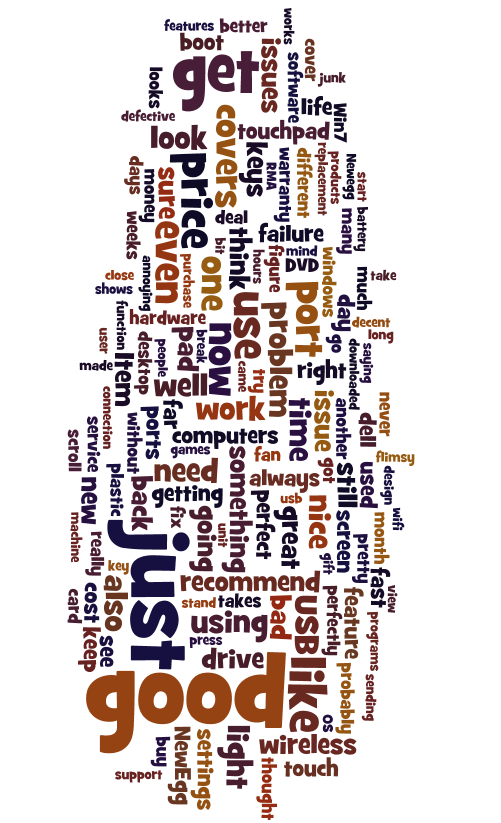 works
features better
boot
cover
issues
junk
get
software
looks
life
Win7
defective
covers
touchpad
look
keys
price
days
money
sure
even
RMA
warranty
different
replacement
products
Newegg
start
battery
many
deal
weeks
bit
think
failure
mind
DVD
figure
hours
windows
close
shows
annoying
purchase
one
much
take
use
port
day
decent
long
hardware
function
problem
go
now
break
pad
people
desktop
user
made
Item
came
try
right
downloaded
saying
well
work
far
time
issue
another
never
connection
ports
without
computers
games
dell
scroll
service
fan
got
flimsy
need
something
always
still
used
design
new
plastic
back
getting
usb
wifi
perfect
great
nice
screen
month
machine
really
fix
going
unit
just
gift
pretty
fast
key
also
recommend
view
card
cost
keep
see
stand takes
bad
USB
perfectly
feature
programs
using
press
drive
like
probably
sending
good
os
buy
NewEgg
settings
light
wireless
support
thought
touch